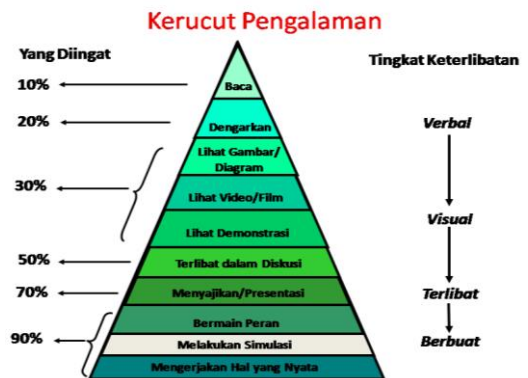 Kerucut Pengalaman
Yang Diingat
Tingkat Keterlibatan
10%
Baca
20%
Dengarkan
Verbal
Lihat Gambar/
Diagram
30%
Lihat Video/Film
Visual
Lihat Demonstrasi
50%
Terlibat dalam Diskusi
70%
Menyajikan/Presentasi
Terlibat
Bermain Peran
90%
Melakukan Simulasi
Berbuat
Mengerjakan Hal yang Nyata